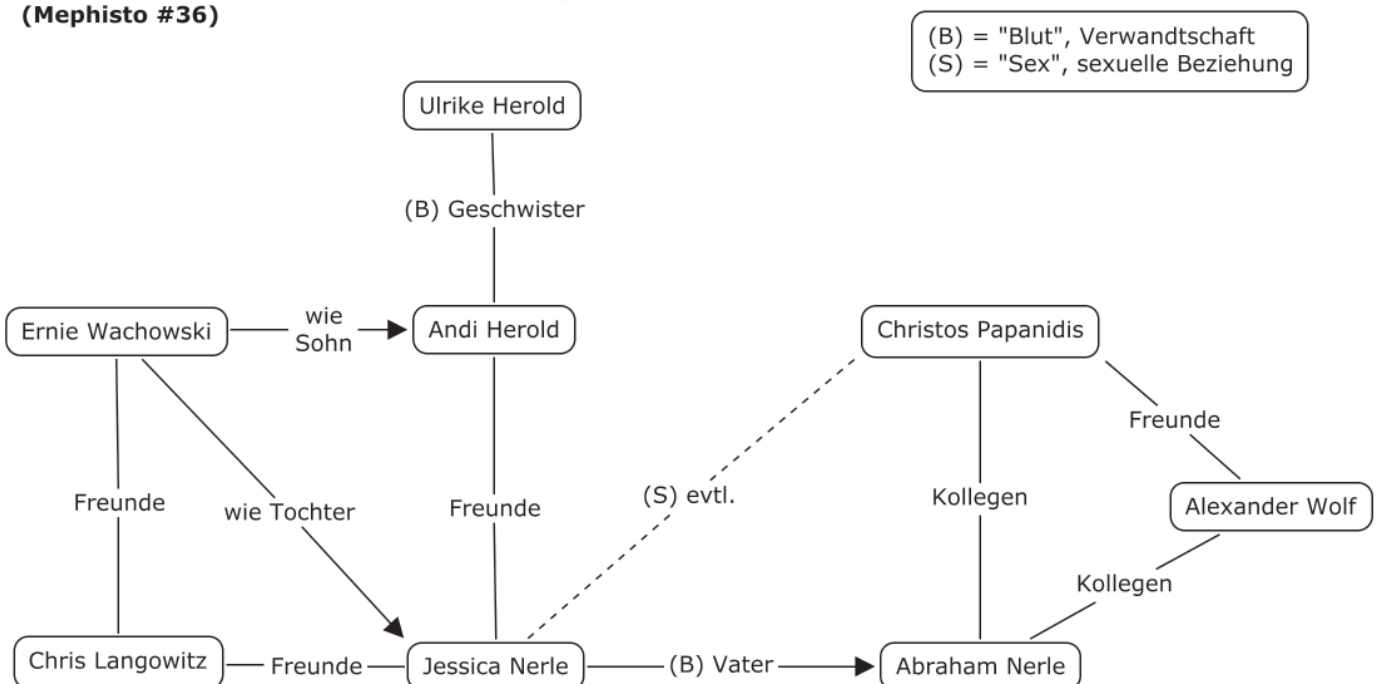 (Mephisto #36)
(B) = "Blut", Verwandtschaft
(S) = "Sex", sexuelle Beziehung
Ulrike Herold
(B) Geschwister
Ernie Wachowski
wie
Sohn
Andi Herold
Christos Papanidis
Freunde
Freunde
wie Tochter
Freunde
(S) evtl.
Kollegen
Alexander Wolf
Kollegen
Chris Langowitz
Freunde
Jessica Nerle
(B) Vater
Abraham Nerle